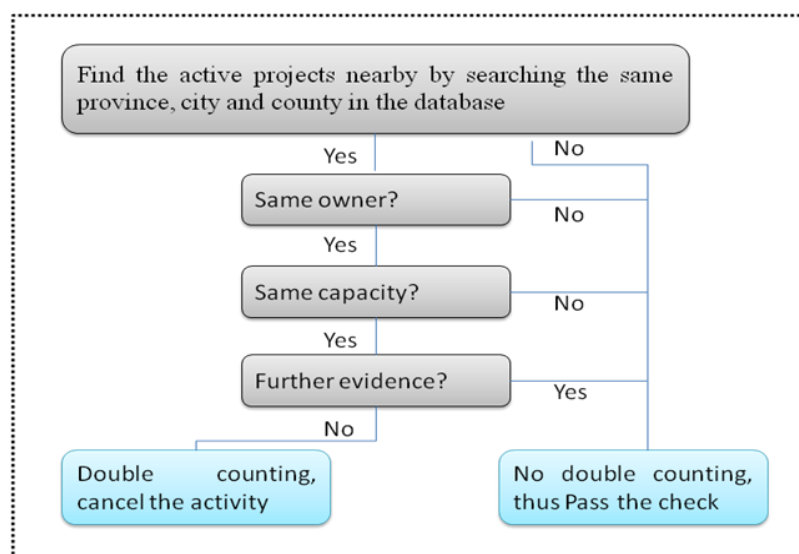 Find the active projects nearby by searching the same
province, city and county in the database
Yes
No
Same owner?
No
Yes
Same capacity?
No
Yes
Further evidence?
Yes
No
Double counting,
cancel the activity
No double counting,
thus Pass the check